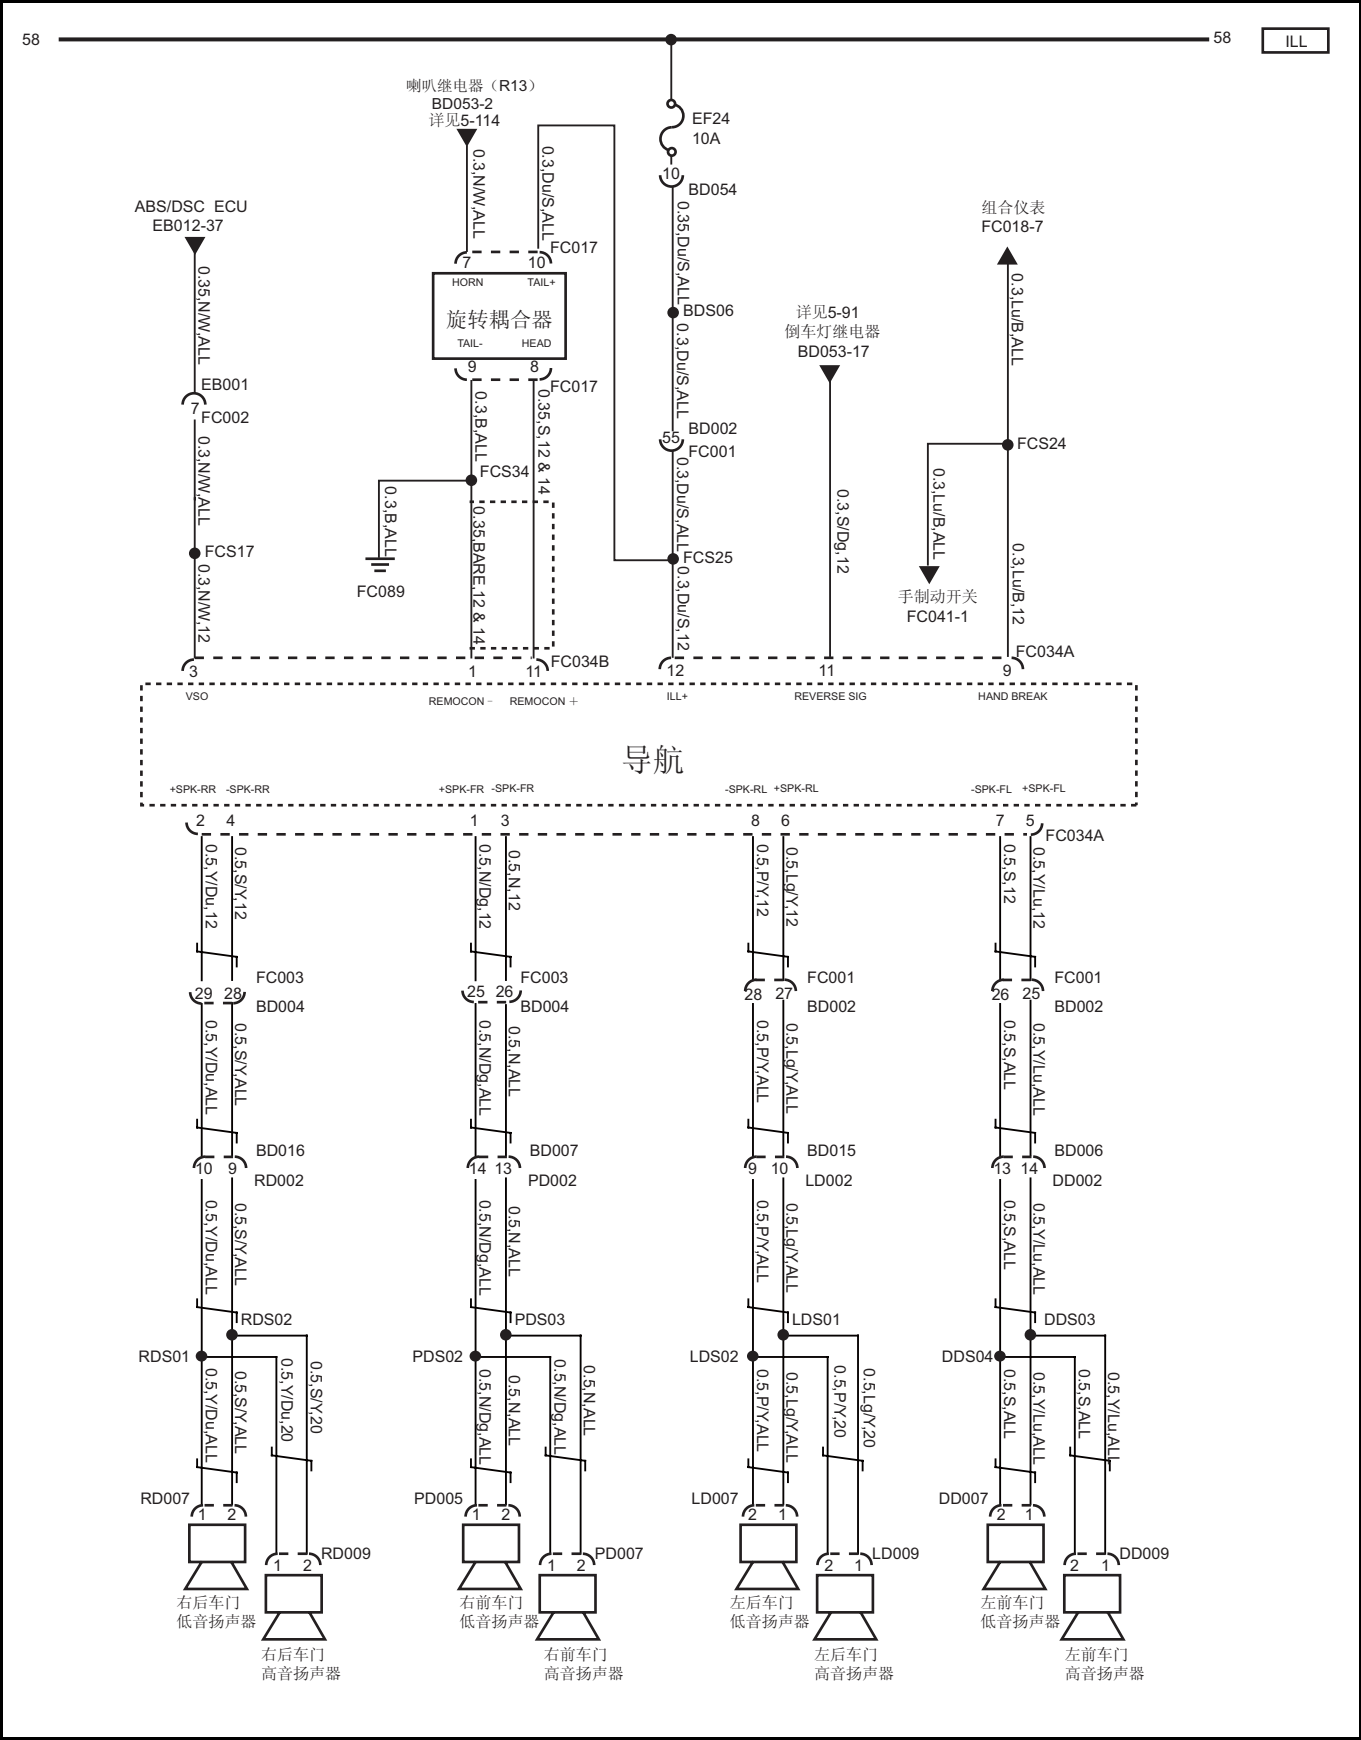 58
58
ILL
喇叭继电器（R13）
BD053-2
详见5-114
EF24
10A
10
BD054
ABS/DSC ECU
EB012-37
组合仪表
FC018-7
0.3,N/W,ALL
0.3,Du/S,ALL
FC017
7
10
HORN
TAIL+
旋转耦合器
TAIL-
HEAD
9
8
FC017
0.35,N/W,ALL
EB001
7
FC002
0.3,N/W,ALL
FCS17
0.3,N/W,12
0.3,B,ALL
0.35,S,12 & 14
FCS34
0.3,B,ALL
FC089
0.35,BARE,12 & 14
0.35,Du/S,ALL
BDS06
0.3,Du/S,ALL
BD002
55
FC001
0.3,Du/S,ALL
FCS25
0.3,Du/S,12
详见5-91
倒车灯继电器
BD053-17
0.3,S/Dg,12
0.3,Lu/B,ALL
FCS24
0.3,Lu/B,ALL
手制动开关
FC041-1
0.3,Lu/B,12
3
1
11
FC034B
12
11
9
FC034A
VSO
REMOCON -
REMOCON +
ILL+
REVERSE SIG
HAND BREAK
导航
+SPK-RR
-SPK-RR
+SPK-FR
-SPK-FR
-SPK-RL
+SPK-RL
-SPK-FL
+SPK-FL
2
4
1
3
8
6
7
5
FC034A
0.5,Y/Du,12
0.5,S/Y,12
0.5,N/Dg,12
0.5,N,12
0.5,P/Y,12
0.5,Lg/Y,12
0.5,S,12
0.5,Y/Lu,12
FC003
FC003
FC001
FC001
29
28
25
26
28
27
26
25
BD004
BD004
BD002
BD002
0.5,Y/Du,ALL
0.5,S/Y,ALL
0.5,N/Dg,ALL
0.5,N,ALL
0.5,P/Y,ALL
0.5,Lg/Y,ALL
0.5,S,ALL
0.5,Y/Lu,ALL
BD016
BD007
BD015
BD006
10
9
14
13
9
10
13
14
RD002
PD002
LD002
DD002
0.5,Y/Du,ALL
0.5,S/Y,ALL
0.5,N/Dg,ALL
0.5,N,ALL
0.5,P/Y,ALL
0.5,Lg/Y,ALL
0.5,S,ALL
0.5,Y/Lu,ALL
RDS02
PDS03
LDS01
DDS03
RDS01
PDS02
LDS02
DDS04
0.5,Y/Du,ALL
0.5,S/Y,ALL
0.5,Y/Du,20
0.5,S/Y,20
0.5,N/Dg,ALL
0.5,N,ALL
0.5,N/Dg,ALL
0.5,N,ALL
0.5,P/Y,ALL
0.5,Lg/Y,ALL
0.5,P/Y,20
0.5,Lg/Y,20
0.5,S,ALL
0.5,Y/Lu,ALL
0.5,S,ALL
0.5,Y/Lu,ALL
RD007
1
2
PD005
1
2
LD007
2
1
DD007
2
1
1
2
RD009
1
2
PD007
2
1
LD009
2
1
DD009
右后车门
低音扬声器
右前车门
低音扬声器
左后车门
低音扬声器
左前车门
低音扬声器
右后车门
高音扬声器
右前车门
高音扬声器
左后车门
高音扬声器
左前车门
高音扬声器